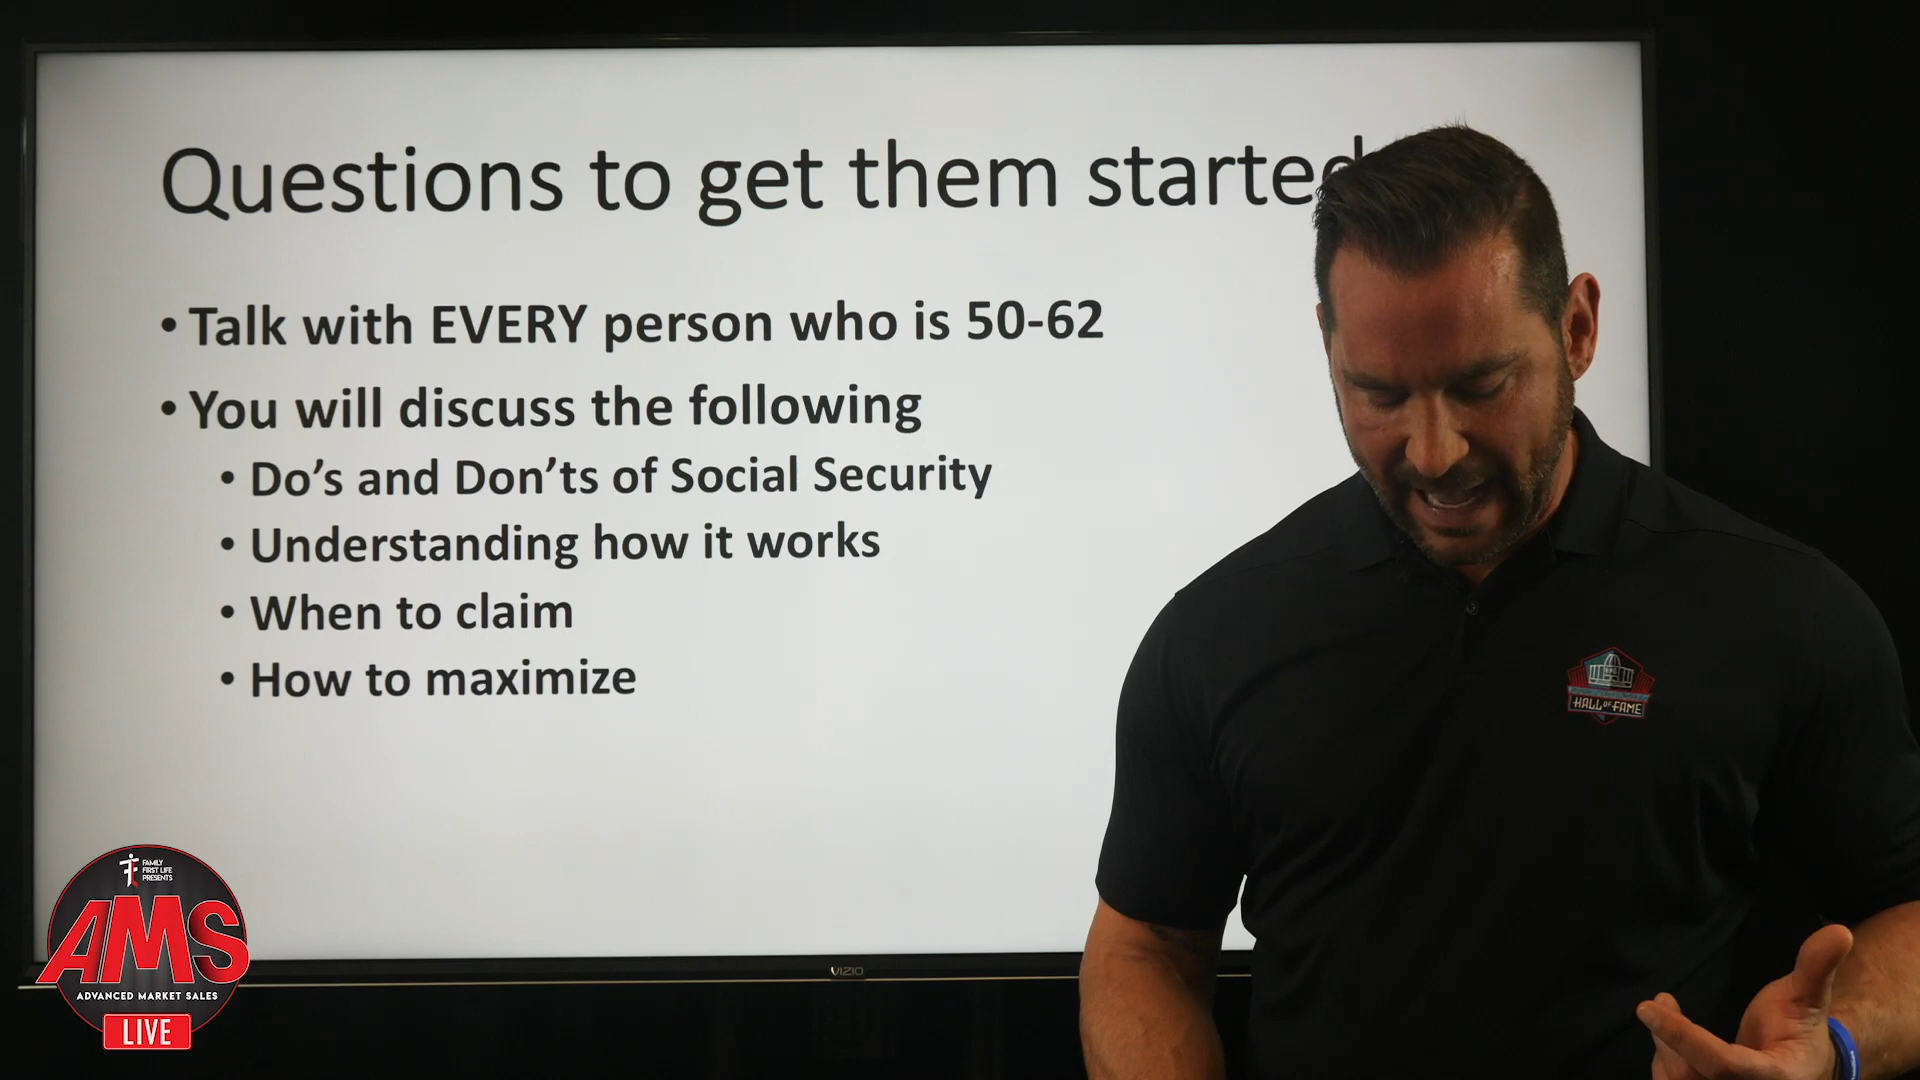 Questions to get them started
• Talk with EVERY person who is 50-62
• You will discuss the following
• Do’s and Don’ts of Social Security
• Understanding how it works
• When to claim
• How to maximize
HALL OF FAME
VIZIO
FAMILY
FIRST LIFE
PRESENTS
AMS
ADVANCED MARKET SALES
LIVE